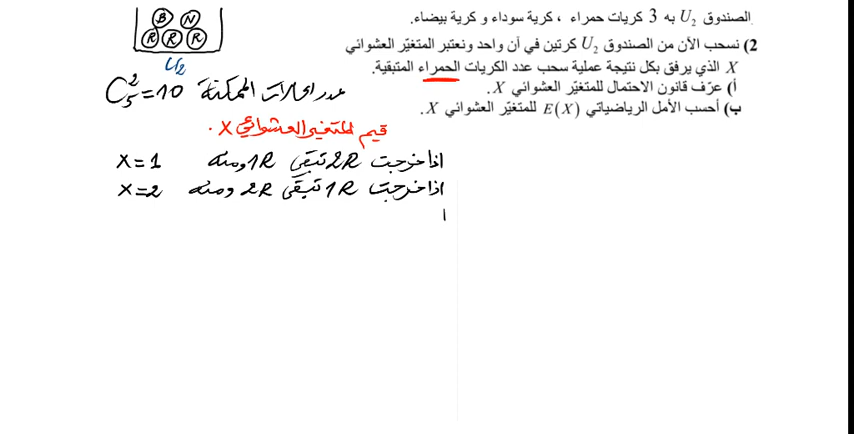 الصندوق U₂ به 3 كريات حمراء ، كرية سوداء و كرية بيضاء.
2) نسحب الآن من الصندوق U₂ كرتين في آن واحد ونعتبر المتغيّر العشوائي
X الذي يرفق بكل نتيجة عملية سحب عدد الكريات الحمراء المتبقية.
أ) عرّف قانون الاحتمال للمتغيّر العشوائي X.
ب) أحسب الأمل الرياضياتي E(X) للمتغيّر العشوائي X.
B N
R R R
U₂
عدد الحالات الممكنة C₅² = 10
قيم المتغير العشوائي X.
اذا خرجت 2R تبقى 1R ومنه X = 1
اذا خرجت 1R تبقى 2R ومنه X = 2
ا